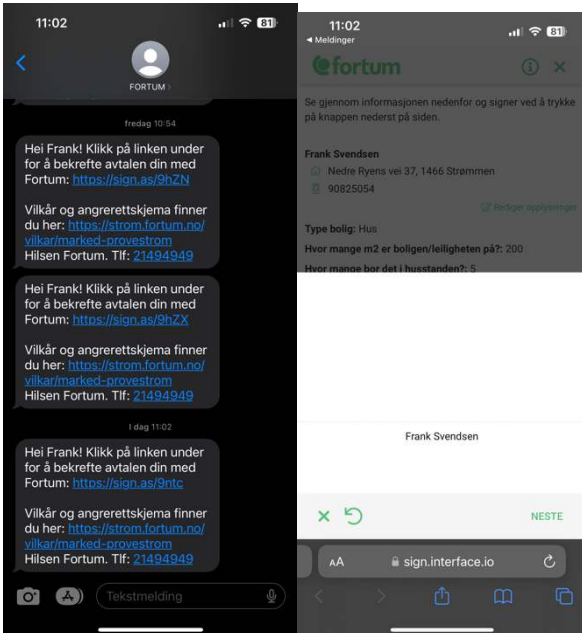 11:02
81
FORTUM
fredag 10:54
Hei Frank! Klikk på linken under
for å bekrefte avtalen din med
Fortum: https://sign.as/9hZN
Vilkår og angrerettskjema finner
du her: https://strom.fortum.no/
vilkar/marked-provestrom
Hilsen Fortum. Tlf: 21494949
Hei Frank! Klikk på linken under
for å bekrefte avtalen din med
Fortum: https://sign.as/9hZX
Vilkår og angrerettskjema finner
du her: https://strom.fortum.no/
vilkar/marked-provestrom
Hilsen Fortum. Tlf: 21494949
I dag 11:02
Hei Frank! Klikk på linken under
for å bekrefte avtalen din med
Fortum: https://sign.as/9ntc
Vilkår og angrerettskjema finner
du her: https://strom.fortum.no/
vilkar/marked-provestrom
Hilsen Fortum. Tlf: 21494949
Tekstmelding
11:02
81
Meldinger
fortum
Se gjennom informasjonen nedenfor og signer ved å trykke
på knappen nederst på siden.
Frank Svendsen
Nedre Ryens vei 37, 1466 Strømmen
90825054
Rediger opplysninger
Type bolig: Hus
Hvor mange m2 er boligen/leiligheten på?: 200
Hvor mange bor det i husstanden?: 5
Frank Svendsen
NESTE
AA
sign.interface.io